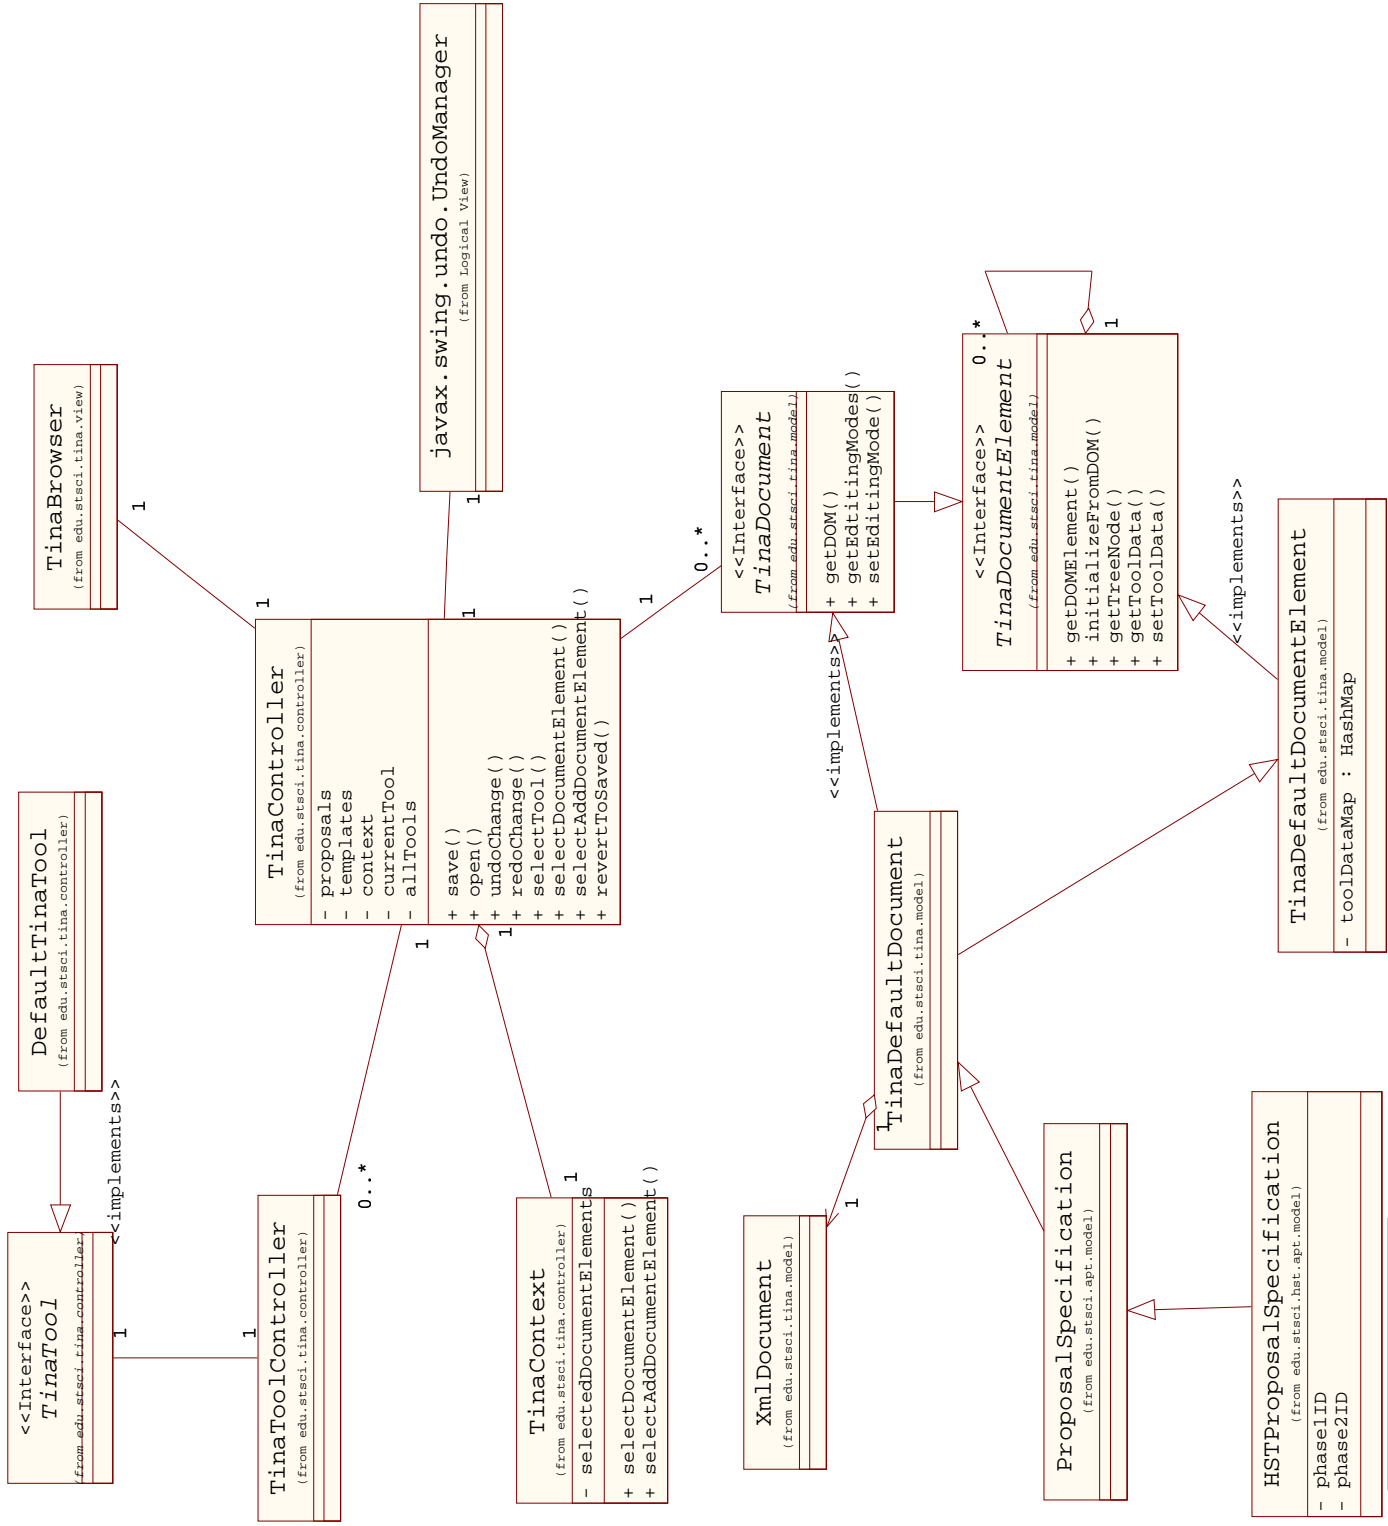 <<Interface>>
TinaTool
(from edu.stsci.tina.controller)
1
<<implements>>
DefaultTinaTool
(from edu.stsci.tina.controller)
TinaBrowser
(from edu.stsci.tina.view)
1
1
TinaToolController
(from edu.stsci.tina.controller)
0..*
1
TinaController
(from edu.stsci.tina.controller)
- proposals
- templates
- context
- currentTool
- allTools
+ save()
+ open()
+ undoChange()
+ redoChange()
+ selectTool()
+ selectDocumentElement()
+ selectAddDocumentElement()
+ revertToSaved()
1
1
1
1
javax.swing.undo.UndoManager
(from Logical View)
1
TinaContext
(from edu.stsci.tina.controller)
- selectedDocumentElements
+ selectDocumentElement()
+ selectAddDocumentElement()
1
1
0..*
<<Interface>>
TinaDocument
(from edu.stsci.tina.model)
+ getDOM()
+ getEdtitingModes()
+ setEditingMode()
<<implements>>
XmlDocument
(from edu.stsci.tina.model)
1
1
TinaDefaultDocument
(from edu.stsci.tina.model)
0..*
<<Interface>>
TinaDocumentElement
(from edu.stsci.tina.model)
+ getDOMElement()
+ initializeFromDOM()
+ getTreeNode()
+ getToolData()
+ setToolData()
1
<<implements>>
ProposalSpecification
(from edu.stsci.apt.model)
HSTProposalSpecification
(from edu.stsci.hst.apt.model)
- phase1ID
- phase2ID
TinaDefaultDocumentElement
(from edu.stsci.tina.model)
- toolDataMap : HashMap